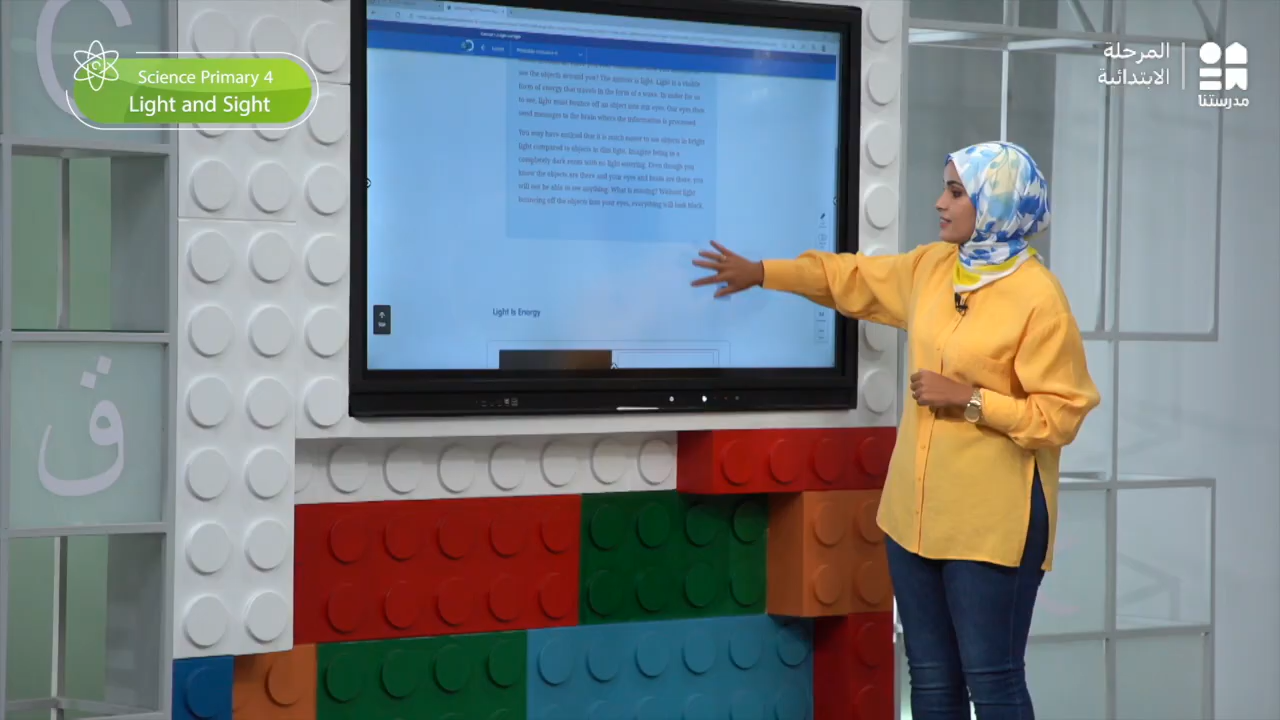 Science Primary 4
Light and Sight
المرحلة
الابتدائية
مدرستنا
see the objects around you? The answer is light. Light is a visible
form of energy that travels in the form of a wave. In order for us
to see, light must bounce off an object into our eyes. Our eyes then
send messages to the brain where the information is processed.
You may have noticed that it is much easier to see objects in bright
light compared to objects in dim light. Imagine being in a
completely dark room with no light entering. Even though you
know the objects are there and your eyes and brain are there, you
will not be able to see anything. What is missing? Without light
bouncing off the objects into your eyes, everything will look black.
Light Is Energy
TOP
ق